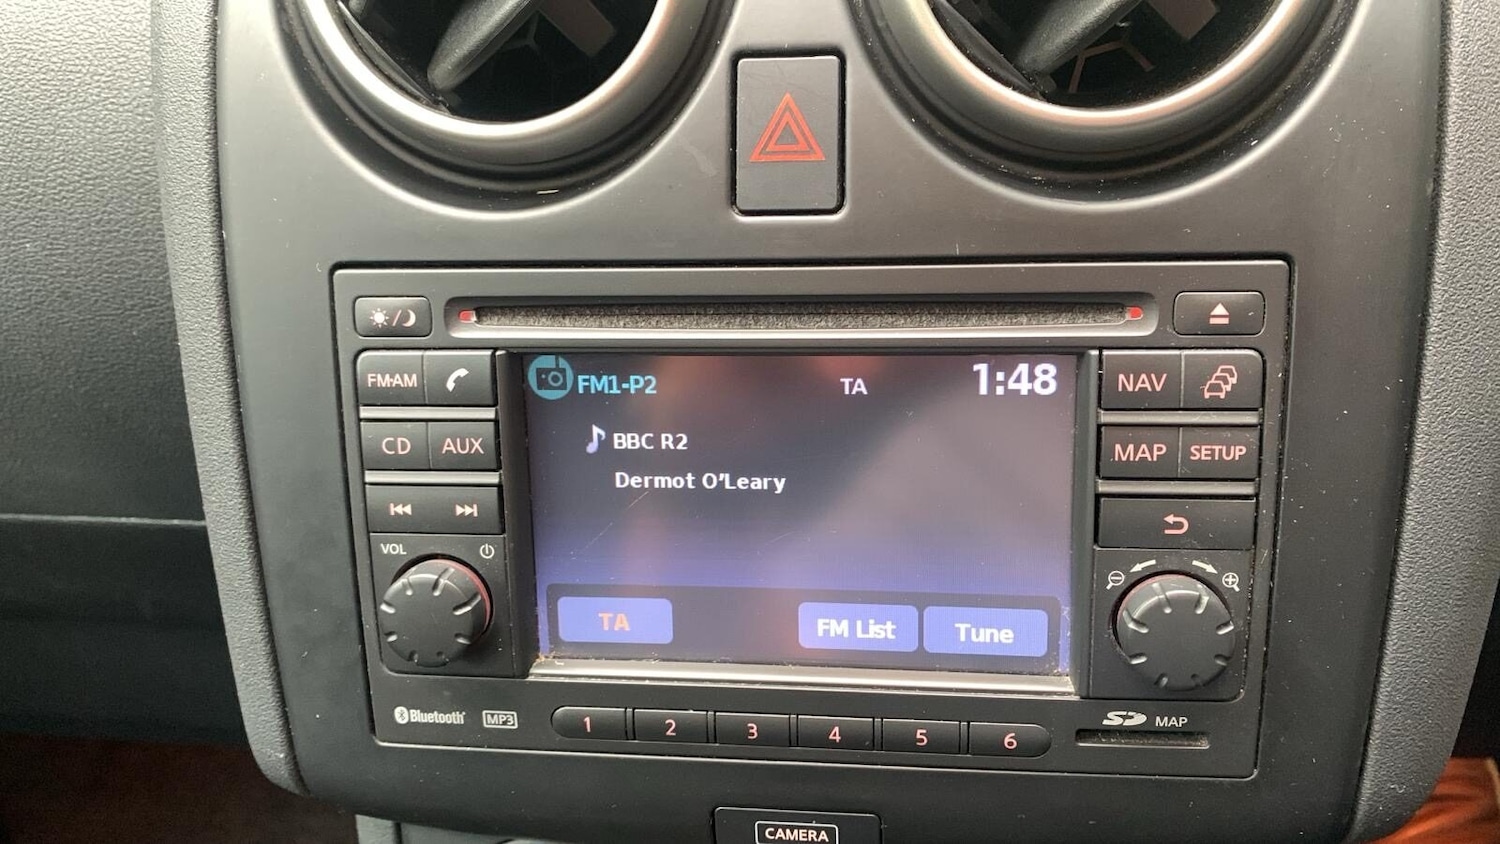 FM1-P2 TA 1:48
FM·AM
NAV
BBC R2
CD AUX
MAP SETUP
Dermot O'Leary
VOL
TA FM List Tune
Bluetooth® MP3
1 2 3 4 5 6
SD MAP
CAMERA